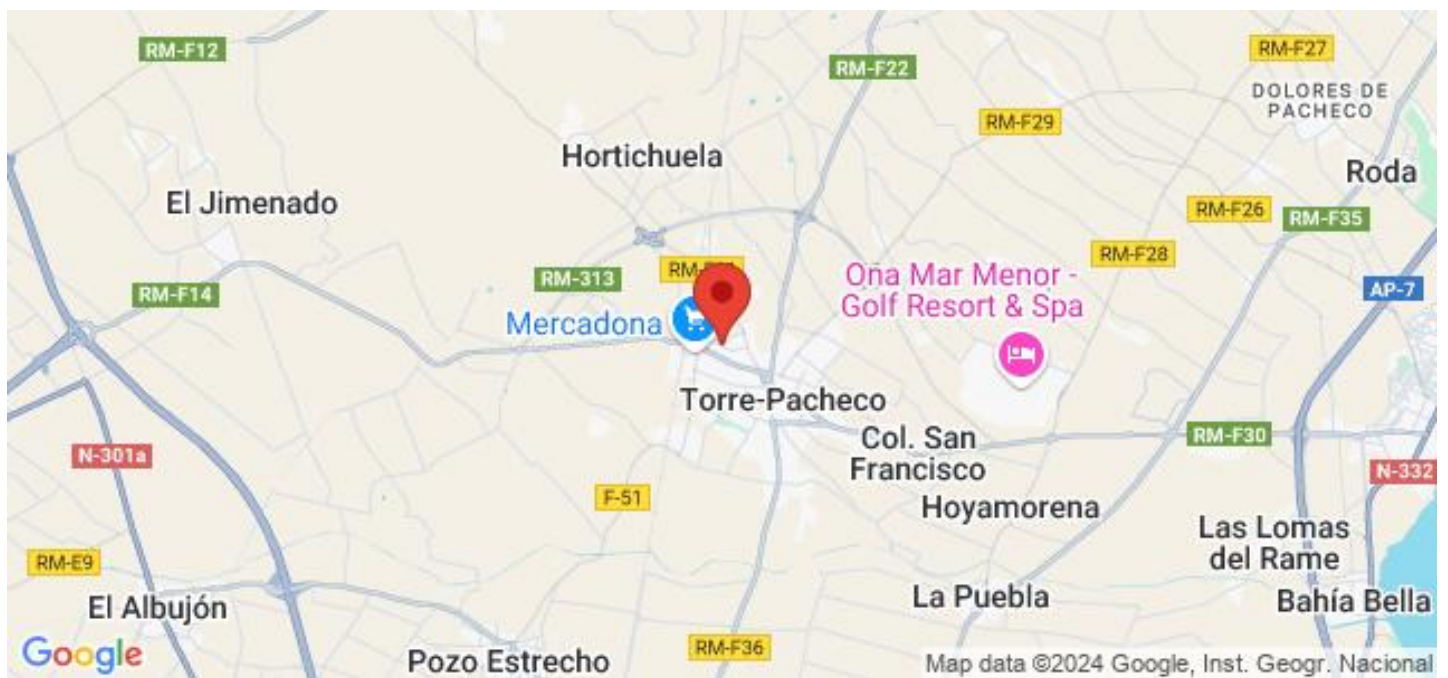 RM-F12
RM-F22
RM-F27
DOLORES DE
PACHECO
RM-F29
Hortichuela
Roda
El Jimenado
RM-F26
RM-F35
RM-F28
RM-313
Ona Mar Menor -
Golf Resort & Spa
RM-F14
AP-7
Mercadona
Torre-Pacheco
Col. San
Francisco
RM-F30
N-301a
N-332
F-51
Hoyamorena
Las Lomas
del Rame
RM-E9
El Albujón
La Puebla
Bahía Bella
Google
Pozo Estrecho
RM-F36
Map data ©2024 Google, Inst. Geogr. Nacional